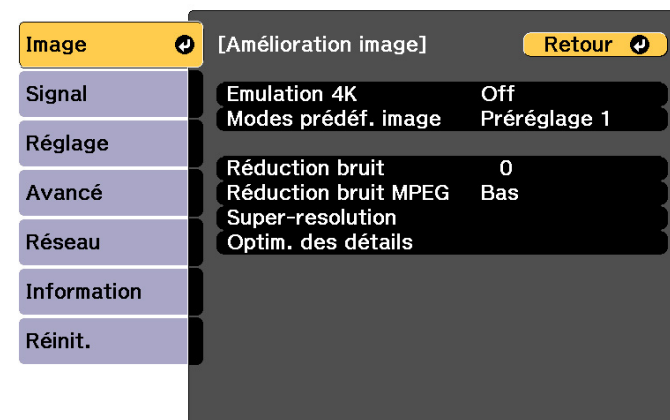 Image
Signal
Réglage
Avancé
Réseau
Information
Réinit.
[Amélioration image]
Retour
Emulation 4K Off
Modes prédéf. image Préréglage 1
Réduction bruit 0
Réduction bruit MPEG Bas
Super-resolution
Optim. des détails